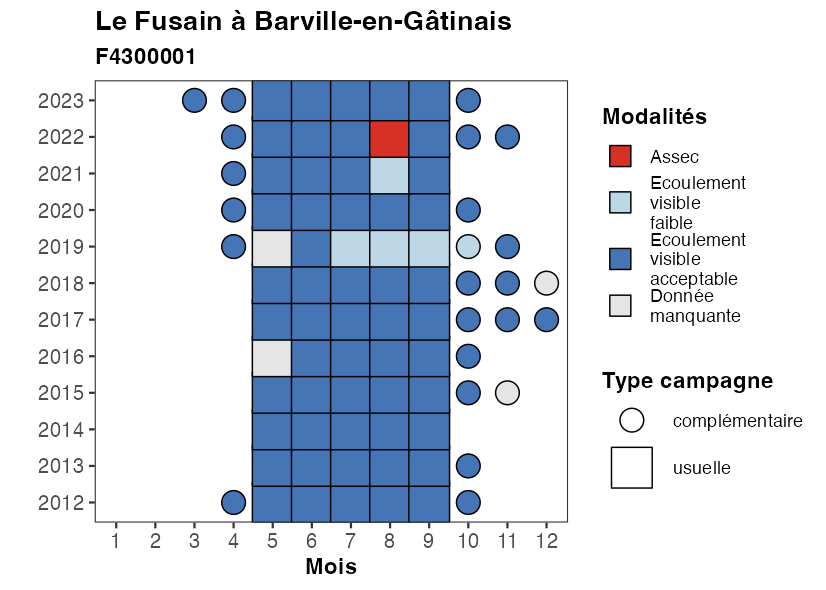 Le Fusain à Barville-en-Gâtinais
F4300001
2023
2022
2021
2020
2019
2018
2017
2016
2015
2014
2013
2012
1 2 3 4 5 6 7 8 9 10 11 12
Mois
Modalités
Assec
Ecoulement
visible
faible
Ecoulement
visible
acceptable
Donnée
manquante
Type campagne
complémentaire
usuelle